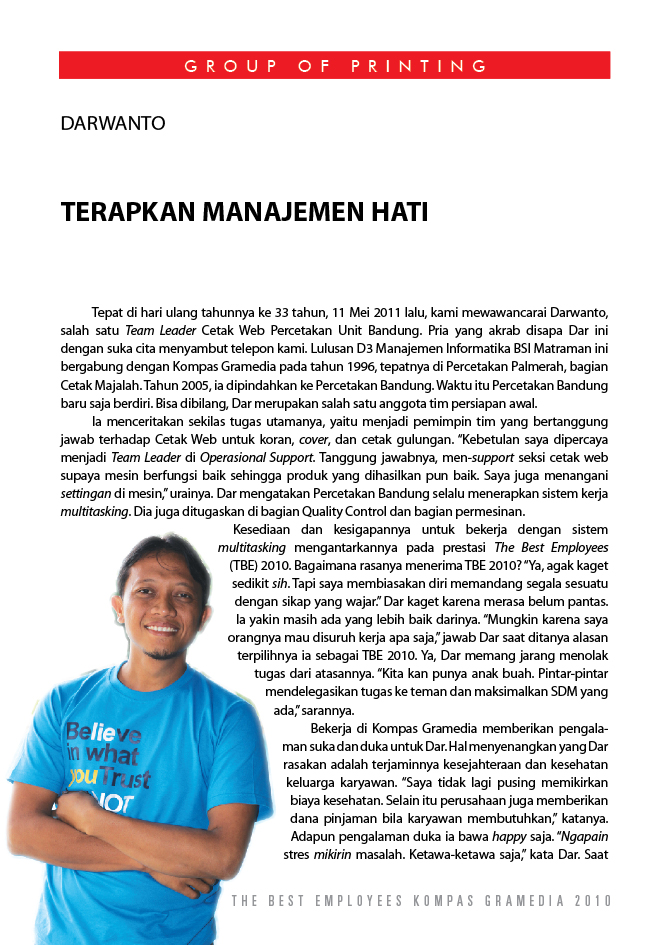 GROUP OF PRINTING
DARWANTO
TERAPKAN MANAJEMEN HATI
Tepat di hari ulang tahunnya ke 33 tahun, 11 Mei 2011 lalu, kami mewawancarai Darwanto,
salah satu Team Leader Cetak Web Percetakan Unit Bandung. Pria yang akrab disapa Dar ini
dengan suka cita menyambut telepon kami. Lulusan D3 Manajemen Informatika BSI Matraman ini
bergabung dengan Kompas Gramedia pada tahun 1996, tepatnya di Percetakan Palmerah, bagian
Cetak Majalah. Tahun 2005, ia dipindahkan ke Percetakan Bandung. Waktu itu Percetakan Bandung
baru saja berdiri. Bisa dibilang, Dar merupakan salah satu anggota tim persiapan awal.
Ia menceritakan sekilas tugas utamanya, yaitu menjadi pemimpin tim yang bertanggung
jawab terhadap Cetak Web untuk koran, cover, dan cetak gulungan. “Kebetulan saya dipercaya
menjadi Team Leader di Operasional Support. Tanggung jawabnya, men-support seksi cetak web
supaya mesin berfungsi baik sehingga produk yang dihasilkan pun baik. Saya juga menangani
settingan di mesin,” urainya. Dar mengatakan Percetakan Bandung selalu menerapkan sistem kerja
multitasking. Dia juga ditugaskan di bagian Quality Control dan bagian permesinan.
Kesediaan dan kesigapannya untuk bekerja dengan sistem
multitasking mengantarkannya pada prestasi The Best Employees
(TBE) 2010. Bagaimana rasanya menerima TBE 2010? “Ya, agak kaget
sedikit sih. Tapi saya membiasakan diri memandang segala sesuatu
dengan sikap yang wajar.” Dar kaget karena merasa belum pantas.
Ia yakin masih ada yang lebih baik darinya. “Mungkin karena saya
orangnya mau disuruh kerja apa saja,” jawab Dar saat ditanya alasan
terpilihnya ia sebagai TBE 2010. Ya, Dar memang jarang menolak
tugas dari atasannya. “Kita kan punya anak buah. Pintar-pintar
mendelegasikan tugas ke teman dan maksimalkan SDM yang
ada,” sarannya.
Bekerja di Kompas Gramedia memberikan pengala-
man suka dan duka untuk Dar. Hal menyenangkan yang Dar
rasakan adalah terjaminnya kesejahteraan dan kesehatan
keluarga karyawan. “Saya tidak lagi pusing memikirkan
biaya kesehatan. Selain itu perusahaan juga memberikan
dana pinjaman bila karyawan membutuhkan,” katanya.
Adapun pengalaman duka ia bawa happy saja. “Ngapain
stres mikirin masalah. Ketawa-ketawa saja,” kata Dar. Saat
Believe
in what
youTrust
NOT
THE BEST EMPLOYEES KOMPAS GRAMEDIA 2010